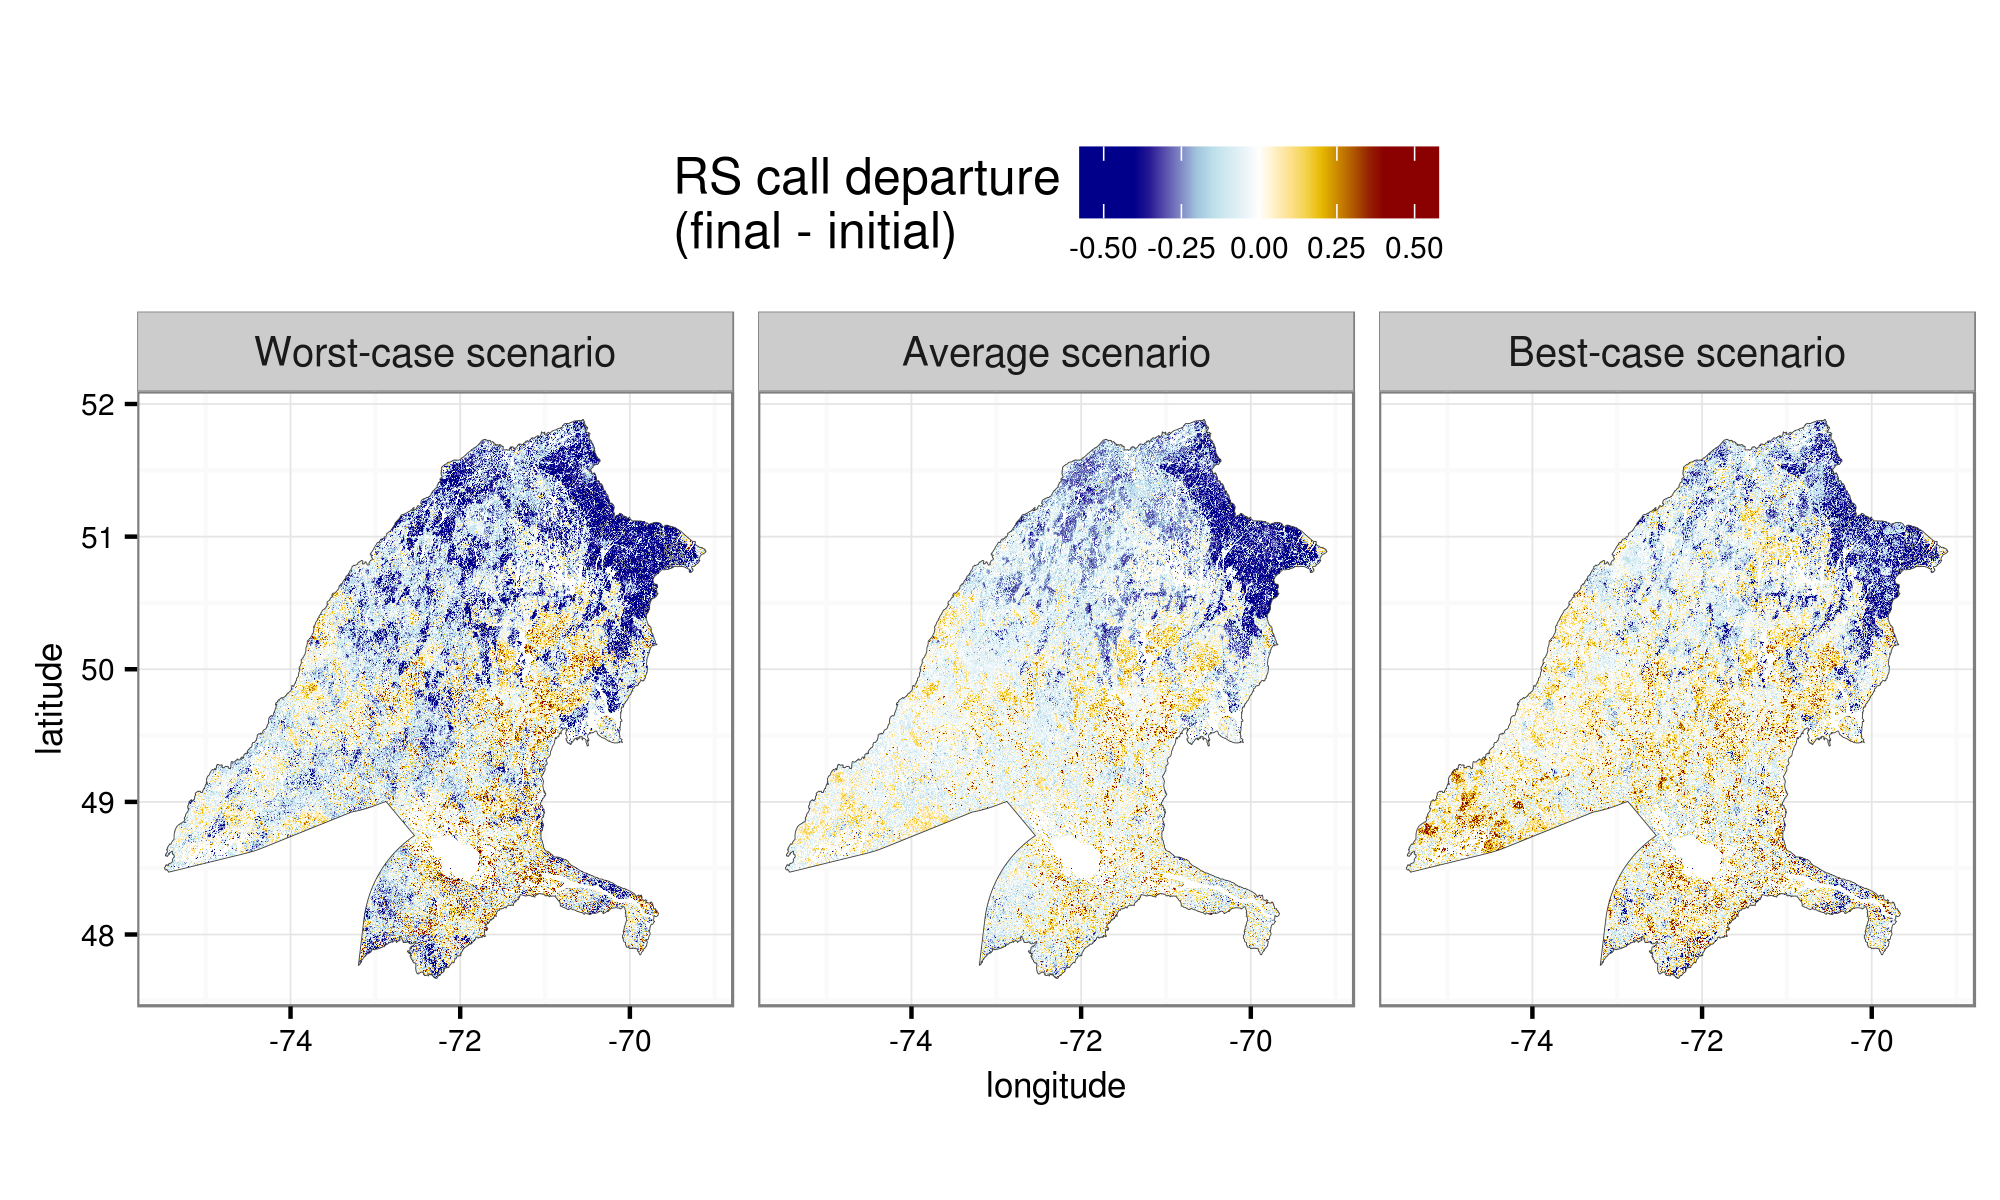 RS call departure
(final - initial)
-0.50 -0.25 0.00 0.25 0.50
Worst-case scenario
Average scenario
Best-case scenario
52
51
50
49
48
latitude
-74 -72 -70
-74 -72 -70
-74 -72 -70
longitude